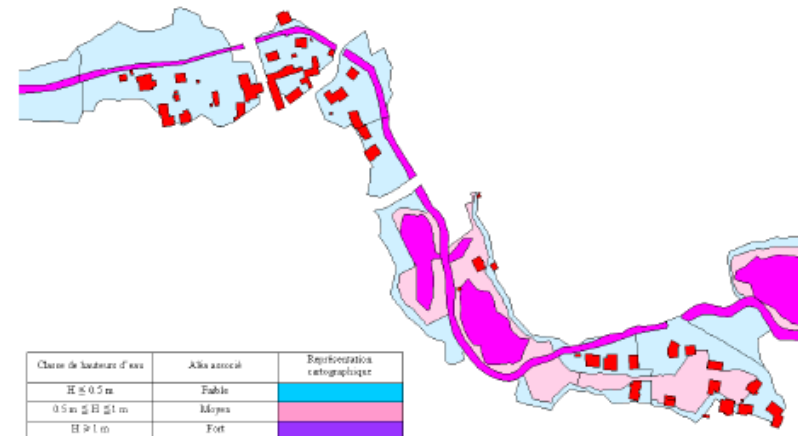 Classe de hauteurs d'eau Aléa associé Représentation
cartographique
H ≤ 0.5 m Faible
0.5 m ≤ H ≤1 m Moyen
H ≥ 1 m Fort